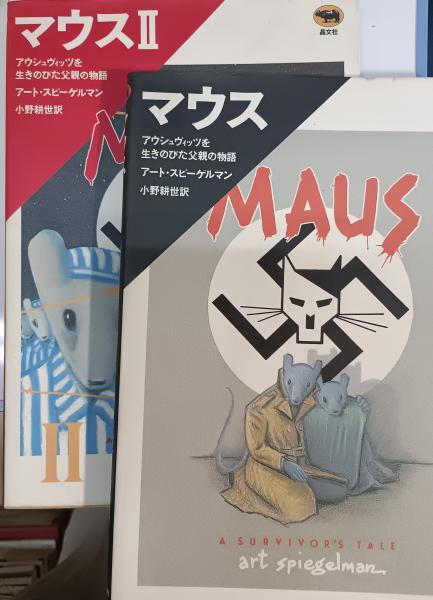 マウスII
アウシュヴィッツを
生きのびた父親の物語
アート・スピーゲルマン
小野耕世訳
晶文社
II
マウス
アウシュヴィッツを
生きのびた父親の物語
アート・スピーゲルマン
小野耕世訳
MAUS
A SURVIVOR'S TALE
art spiegelman